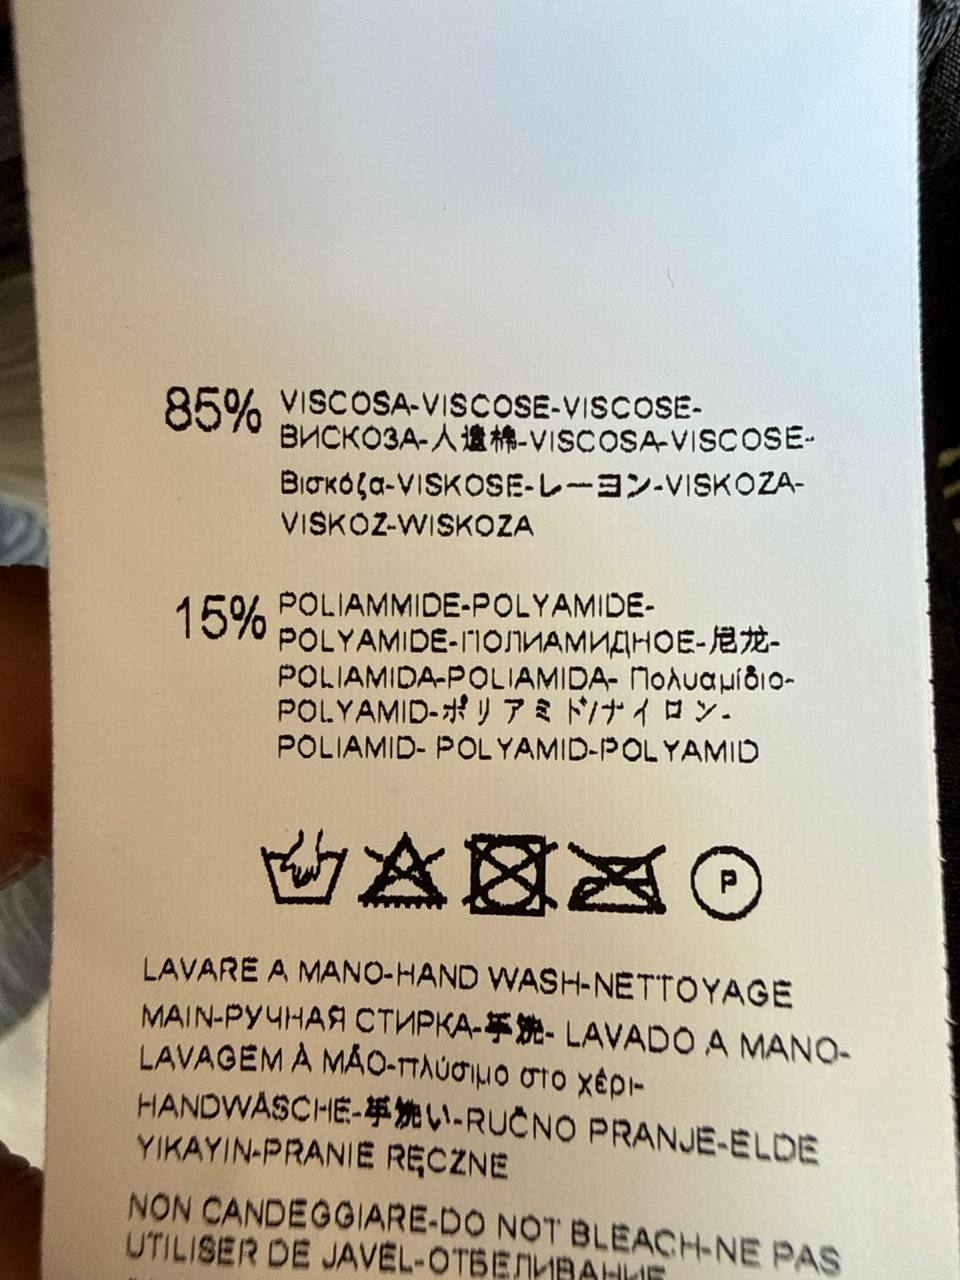 85% VISCOSA-VISCOSE-VISCOSE-
ВИСКОЗА-人造棉-VISCOSA-VISCOSE-
Βισκόζα-VISKOSE-レーヨン-VISKOZA-
VISKOZ-WISKOZA
15% POLIAMMIDE-POLYAMIDE-
POLYAMIDE-ПОЛИАМИДНОЕ-尼龙-
POLIAMIDA-POLIAMIDA- Πολυαμίδιο-
POLYAMID-ポリアミド/ナイロン-
POLIAMID- POLYAMID-POLYAMID
P
LAVARE A MANO-HAND WASH-NETTOYAGE
MAIN-РУЧНАЯ СТИРКА-手洗- LAVADO A MANO-
LAVAGEM À MÃO-πλύσιμο στο χέρι-
HANDWÄSCHE-手洗い-RUČNO PRANJE-ELDE
YIKAYIN-PRANIE RĘCZNE
NON CANDEGGIARE-DO NOT BLEACH-NE PAS
UTILISER DE JAVEL-ОТБЕЛИВАНИЕ